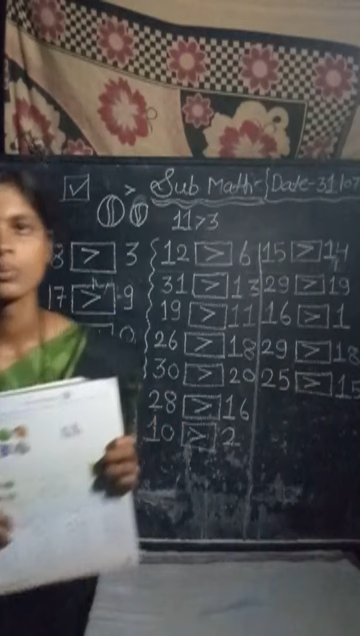 ☑ > Sub Math Date-31/07
11>3
8 > 3 12 > 6 15 > 14
17 > 9 31 > 13 29 > 19
19 > 11 16 > 1
26 > 18 29 > 18
30 > 20 25 > 15
28 > 16
10 > 2